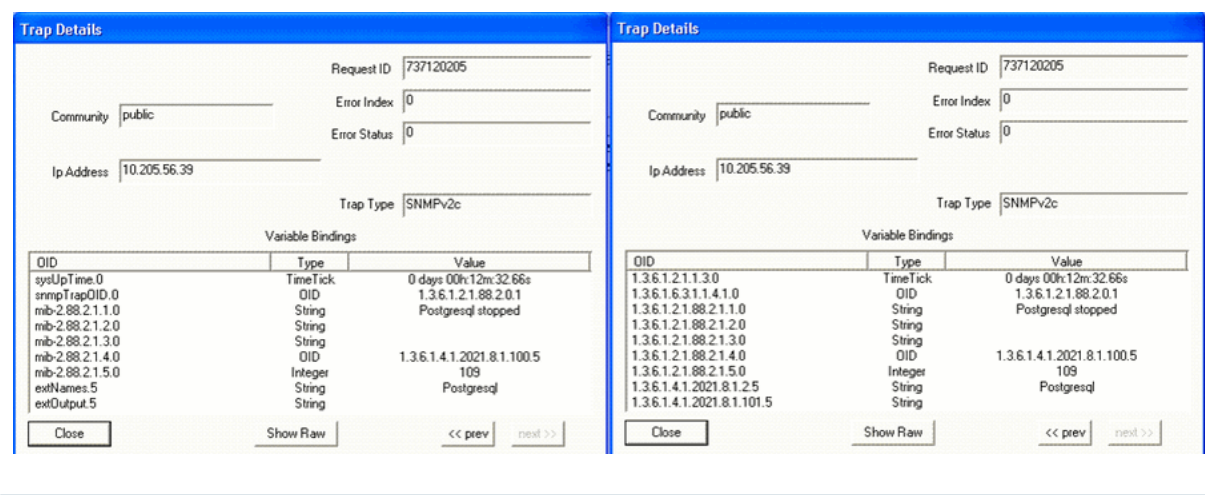 Trap Details
Request ID 737120205
Community public
Error Index 0
Error Status 0
Ip Address 10.205.56.39
Trap Type SNMPv2c
Variable Bindings
OID Type Value
sysUpTime.0 TimeTick 0 days 00h:12m:32.66s
snmpTrapOID.0 OID 1.3.6.1.2.1.88.2.0.1
mib-2.88.2.1.1.0 String Postgresql stopped
mib-2.88.2.1.2.0 String
mib-2.88.2.1.3.0 String
mib-2.88.2.1.4.0 OID 1.3.6.1.4.1.2021.8.1.100.5
mib-2.88.2.1.5.0 Integer 109
extNames.5 String Postgresql
extOutput.5 String
Close Show Raw << prev next >>
Trap Details
Request ID 737120205
Community public
Error Index 0
Error Status 0
Ip Address 10.205.56.39
Trap Type SNMPv2c
Variable Bindings
OID Type Value
1.3.6.1.2.1.1.3.0 TimeTick 0 days 00h:12m:32.66s
1.3.6.1.6.3.1.1.4.1.0 OID 1.3.6.1.2.1.88.2.0.1
1.3.6.1.2.1.88.2.1.1.0 String Postgresql stopped
1.3.6.1.2.1.88.2.1.2.0 String
1.3.6.1.2.1.88.2.1.3.0 String
1.3.6.1.2.1.88.2.1.4.0 OID 1.3.6.1.4.1.2021.8.1.100.5
1.3.6.1.2.1.88.2.1.5.0 Integer 109
1.3.6.1.4.1.2021.8.1.2.5 String Postgresql
1.3.6.1.4.1.2021.8.1.101.5 String
Close Show Raw << prev next >>